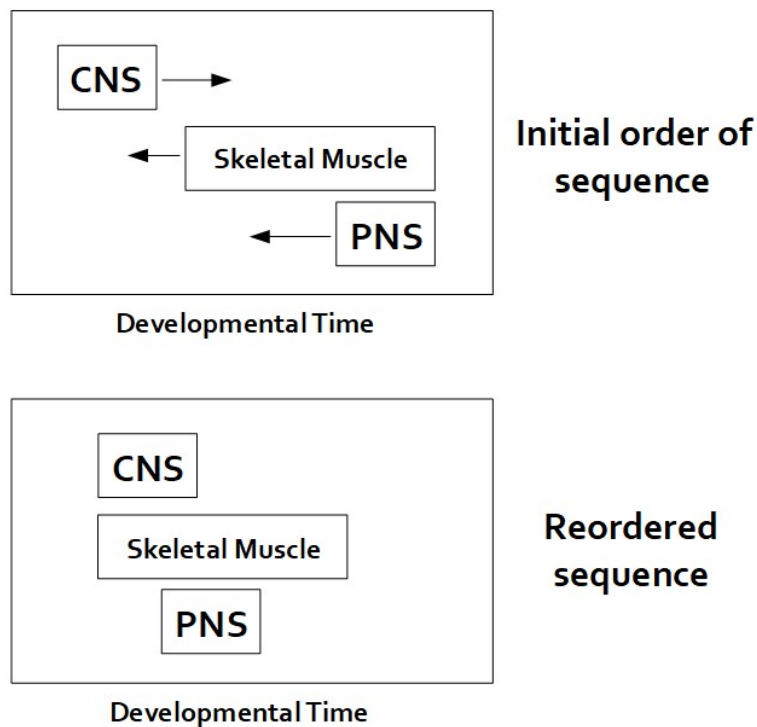 CNS
Skeletal Muscle
PNS
Initial order of
sequence
Developmental Time
CNS
Skeletal Muscle
PNS
Reordered
sequence
Developmental Time